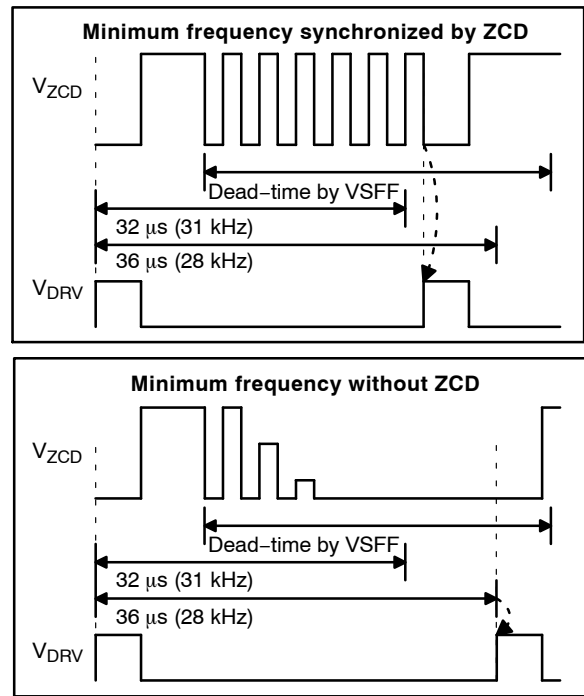 Minimum frequency synchronized by ZCD
VZCD
Dead−time by VSFF
32 μs (31 kHz)
36 μs (28 kHz)
VDRV
Minimum frequency without ZCD
VZCD
Dead−time by VSFF
32 μs (31 kHz)
36 μs (28 kHz)
VDRV